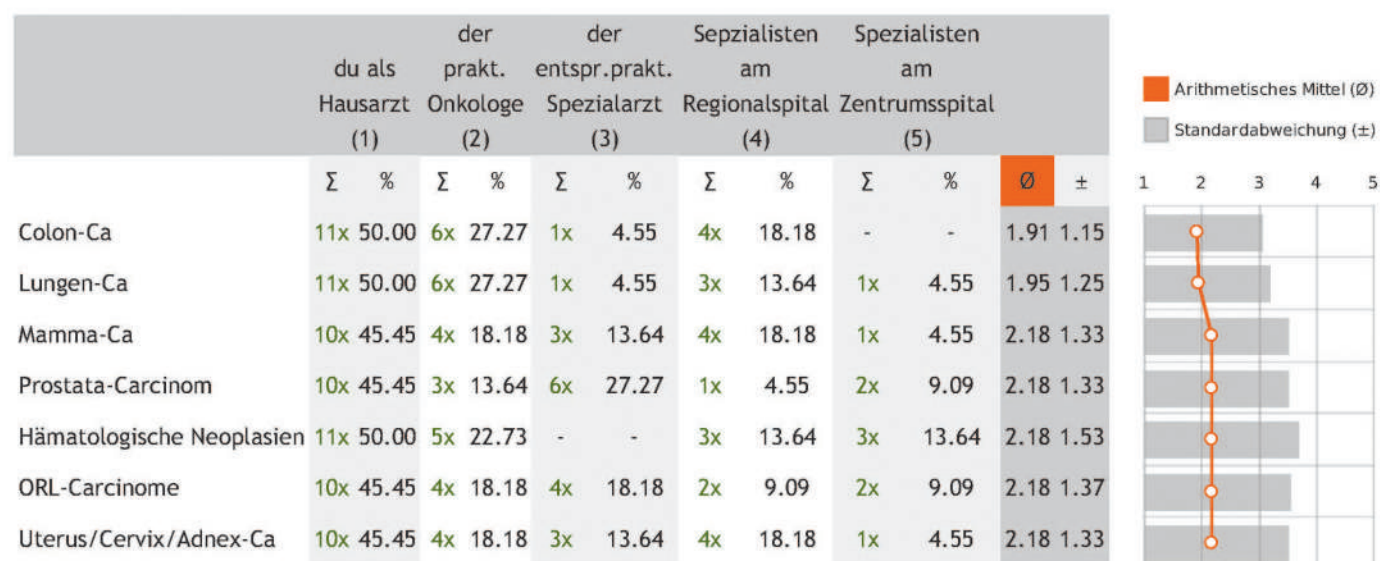 der der Sepzialisten Spezialisten
du als prakt. entspr.prakt. am am
Hausarzt Onkologe Spezialarzt Regionalspital Zentrumsspital
(1) (2) (3) (4) (5)
Arithmetisches Mittel (Ø)
Standardabweichung (±)
Σ % Σ % Σ % Σ % Σ % Ø ± 1 2 3 4 5
Colon-Ca 11x 50.00 6x 27.27 1x 4.55 4x 18.18 - - 1.91 1.15
Lungen-Ca 11x 50.00 6x 27.27 1x 4.55 3x 13.64 1x 4.55 1.95 1.25
Mamma-Ca 10x 45.45 4x 18.18 3x 13.64 4x 18.18 1x 4.55 2.18 1.33
Prostata-Carcinom 10x 45.45 3x 13.64 6x 27.27 1x 4.55 2x 9.09 2.18 1.33
Hämatologische Neoplasien 11x 50.00 5x 22.73 - - 3x 13.64 3x 13.64 2.18 1.53
ORL-Carcinome 10x 45.45 4x 18.18 4x 18.18 2x 9.09 2x 9.09 2.18 1.37
Uterus/Cervix/Adnex-Ca 10x 45.45 4x 18.18 3x 13.64 4x 18.18 1x 4.55 2.18 1.33